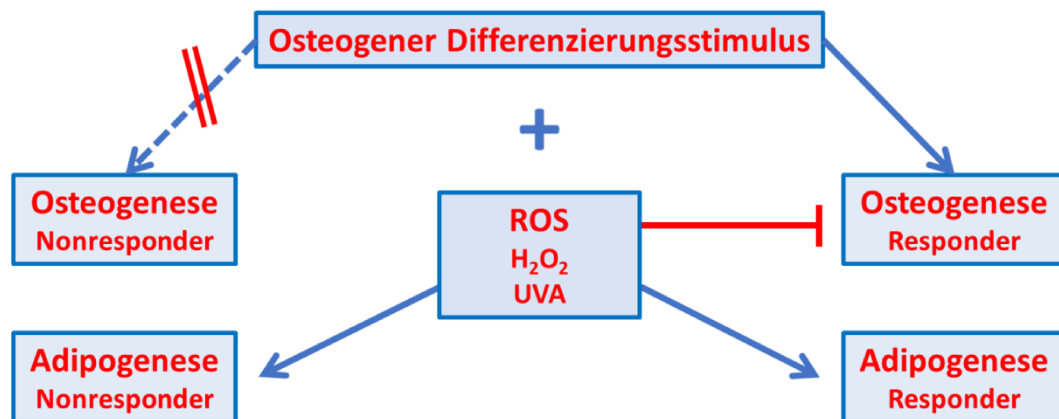 Osteogener Differenzierungsstimulus
+
Osteogenese
Nonresponder
ROS
H₂O₂
UVA
Osteogenese
Responder
Adipogenese
Nonresponder
Adipogenese
Responder